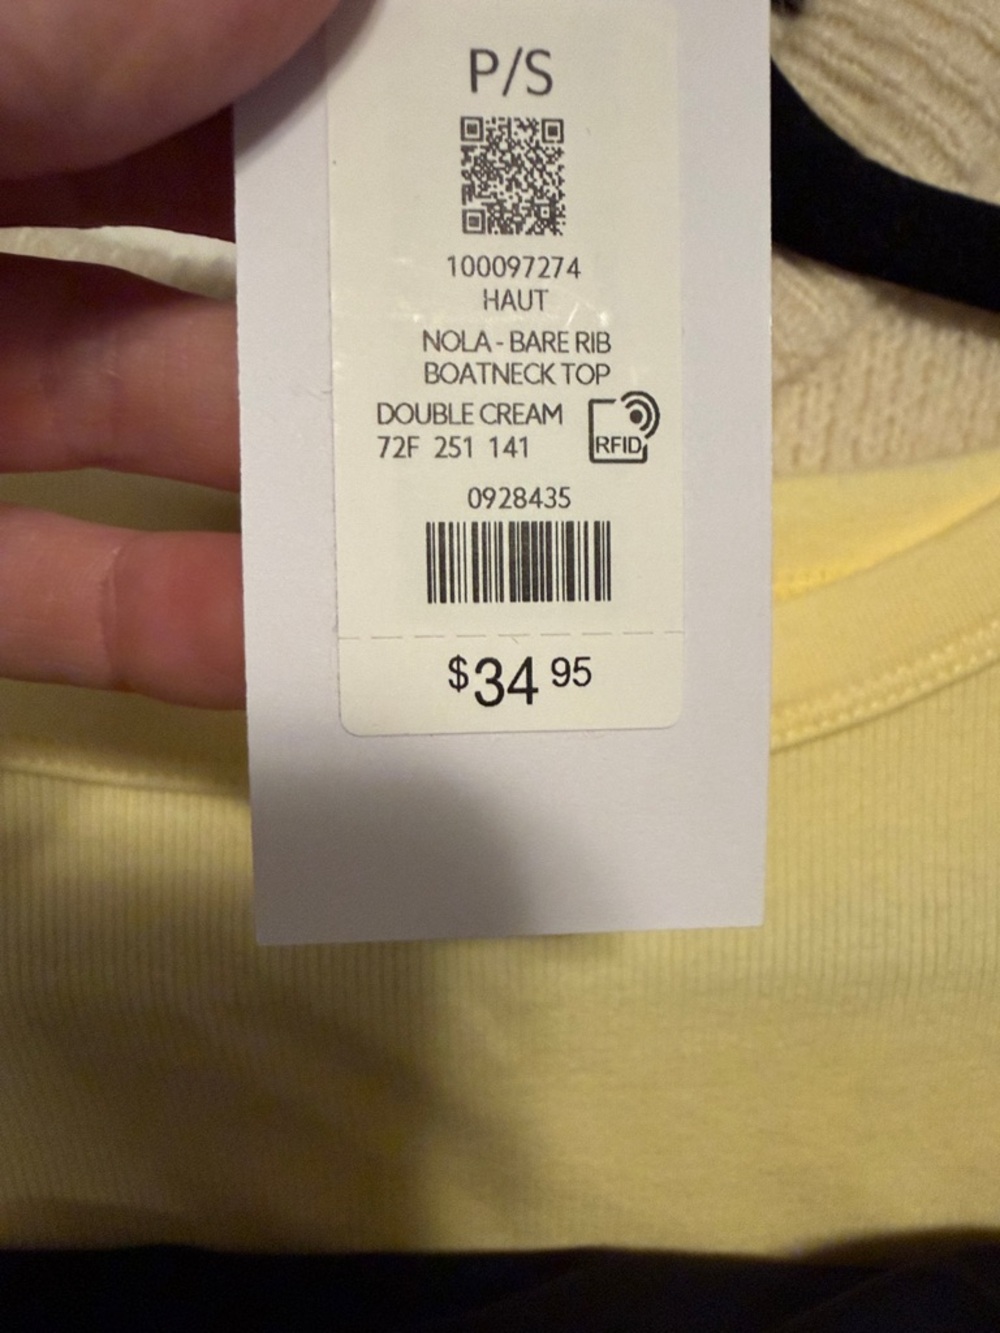 P/S
100097274
HAUT
NOLA - BARE RIB
BOATNECK TOP
DOUBLE CREAM
72F 251 141
RFID
0928435
$34 95